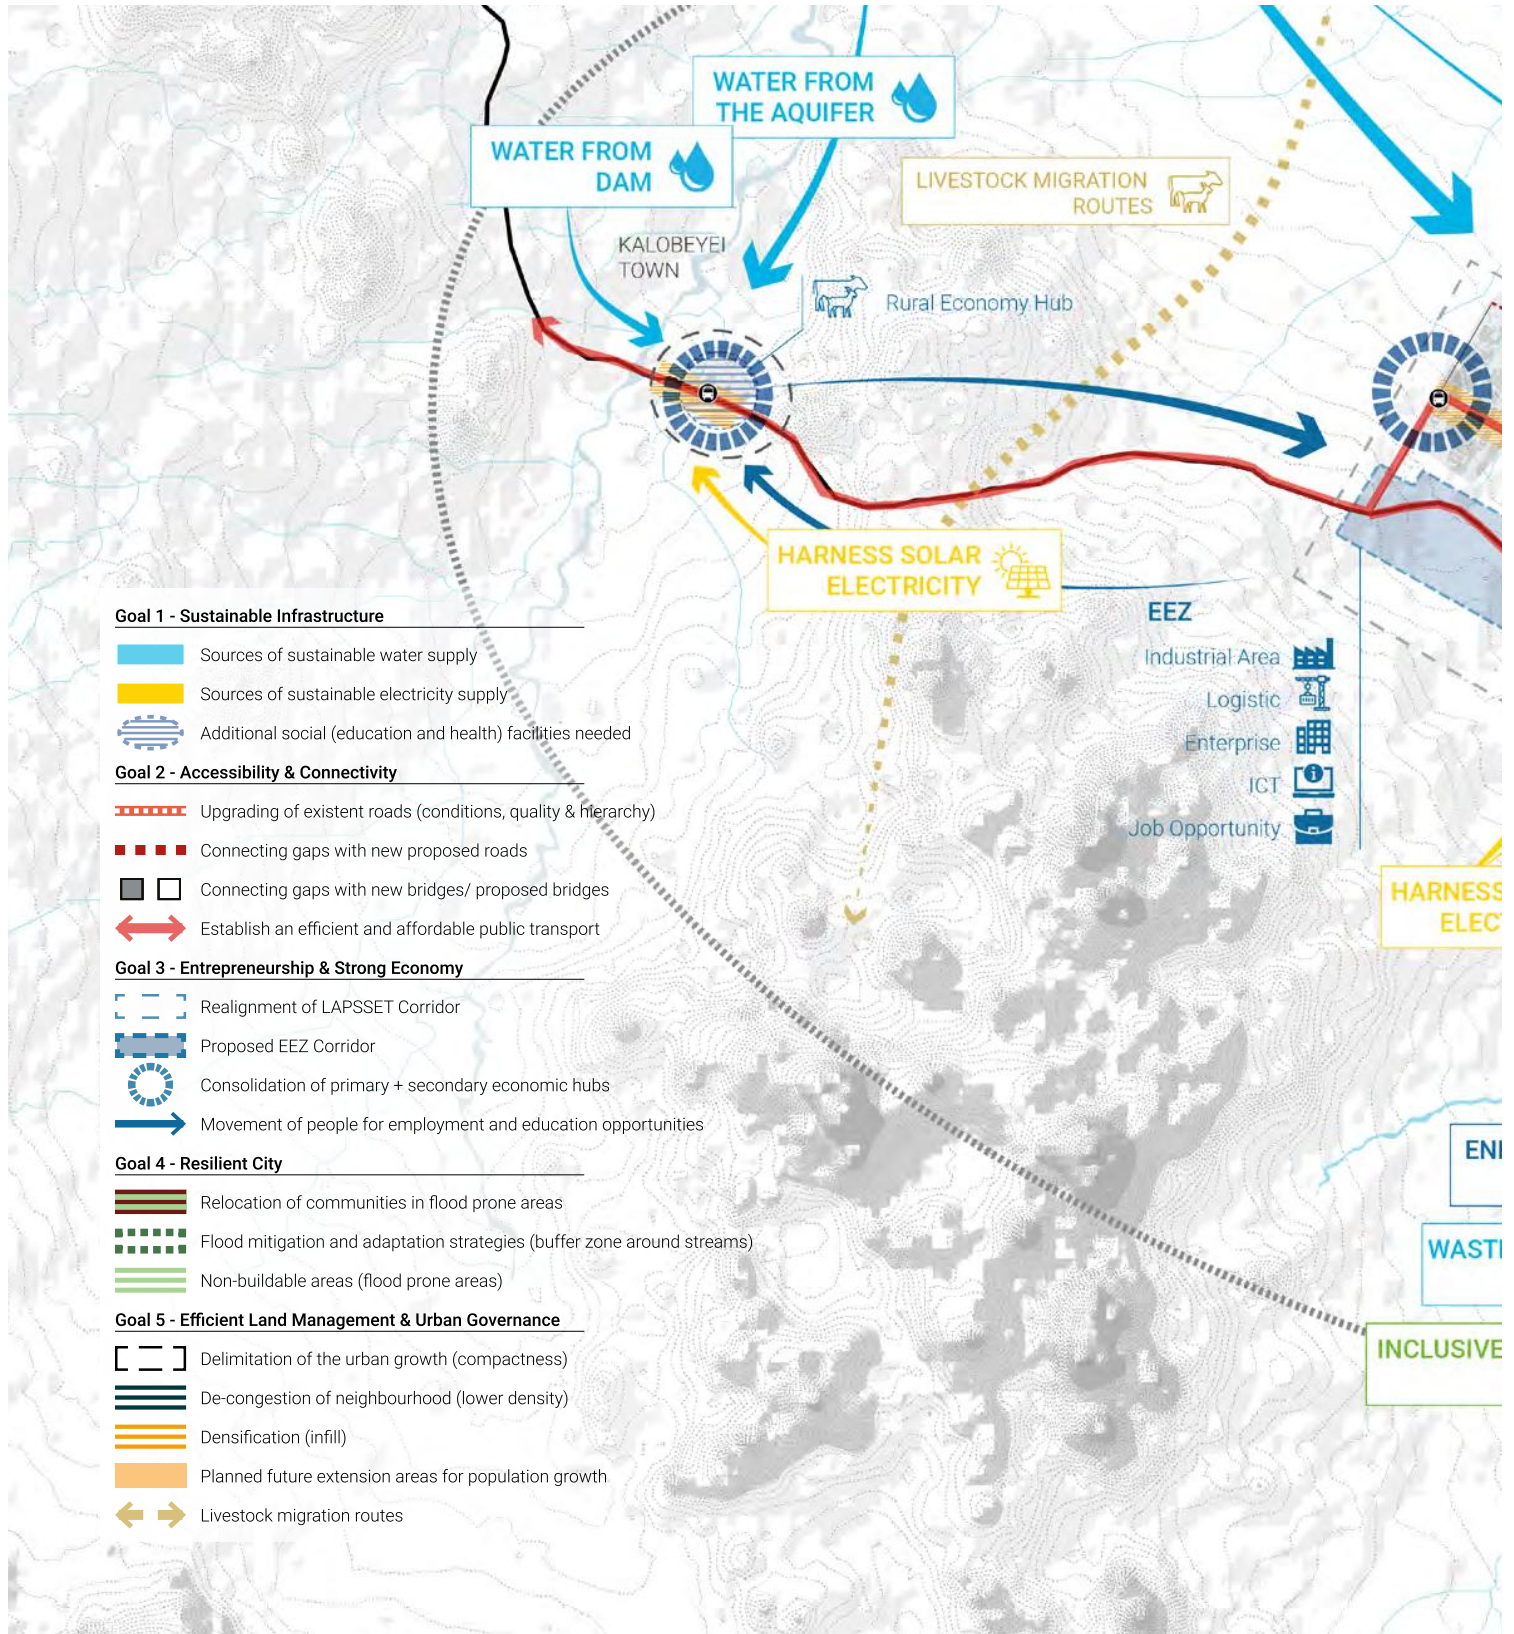 WATER FROM
THE AQUIFER
WATER FROM
DAM
LIVESTOCK MIGRATION
ROUTES
KALOBEYEI
TOWN
Rural Economy Hub
HARNESS SOLAR
ELECTRICITY
EEZ
Industrial Area
Logistic
Enterprise
ICT
Job Opportunity
HARNESS
ELEC
WAST
INCLUSIVE
Goal 1 - Sustainable Infrastructure
Sources of sustainable water supply
Sources of sustainable electricity supply
Additional social (education and health) facilities needed
Goal 2 - Accessibility & Connectivity
Upgrading of existent roads (conditions, quality & hierarchy)
Connecting gaps with new proposed roads
Connecting gaps with new bridges/ proposed bridges
Establish an efficient and affordable public transport
Goal 3 - Entrepreneurship & Strong Economy
Realignment of LAPSSET Corridor
Proposed EEZ Corridor
Consolidation of primary + secondary economic hubs
Movement of people for employment and education opportunities
Goal 4 - Resilient City
Relocation of communities in flood prone areas
Flood mitigation and adaptation strategies (buffer zone around streams)
Non-buildable areas (flood prone areas)
Goal 5 - Efficient Land Management & Urban Governance
Delimitation of the urban growth (compactness)
De-congestion of neighbourhood (lower density)
Densification (infill)
Planned future extension areas for population growth
Livestock migration routes